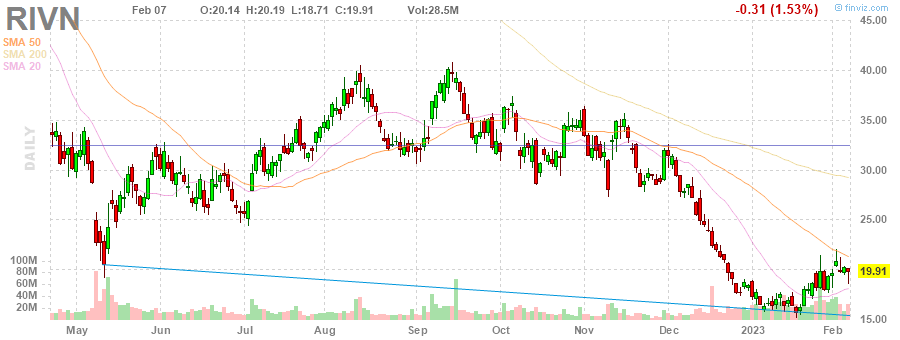 RIVN
Feb 07 O:20.14 H:20.19 L:18.71 C:19.91 Vol:28.5M -0.31 (1.53%)
finviz.com
SMA 50
SMA 200
SMA 20
DAILY
45.00
40.00
35.00
30.00
25.00
19.91
15.00
100M
80M
60M
40M
20M
May Jun Jul Aug Sep Oct Nov Dec 2023 Feb